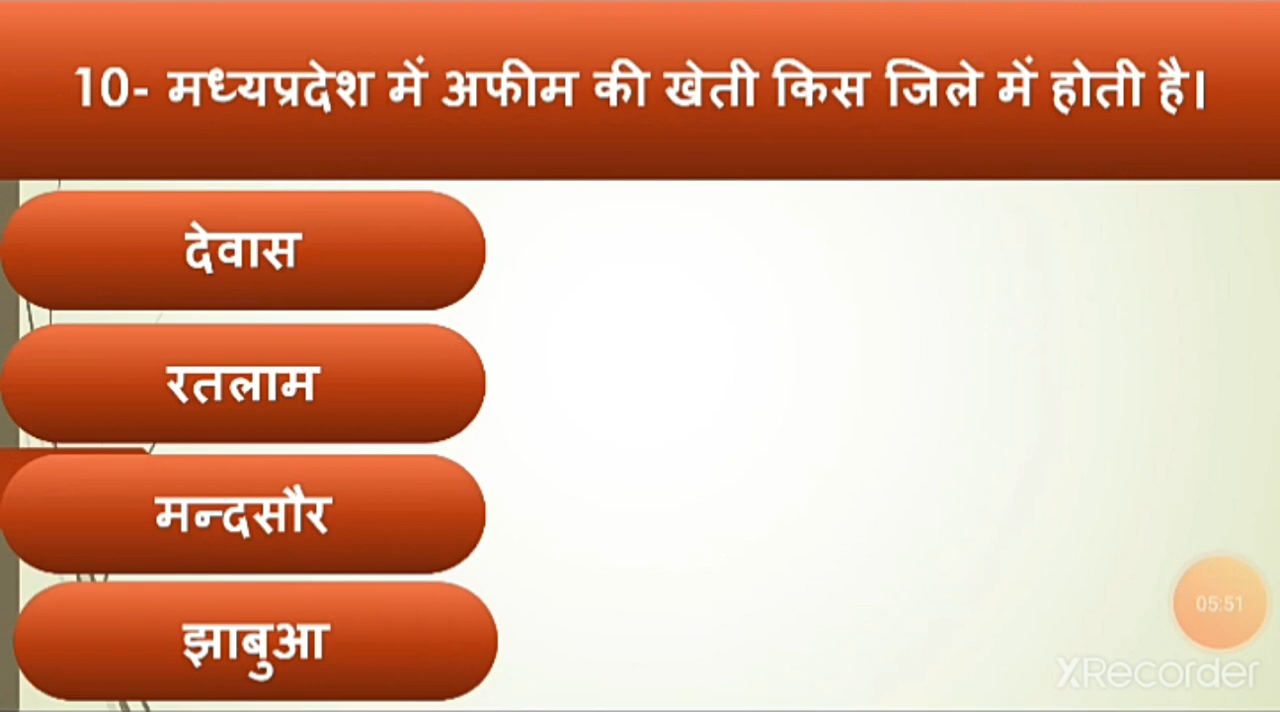 10- मध्यप्रदेश में अफीम की खेती किस जिले में होती है।
देवास
रतलाम
मन्दसौर
झाबुआ
05:51
XRecorder